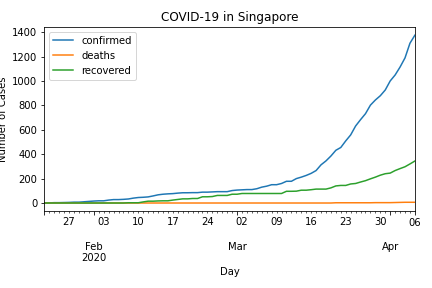 COVID-19 in Singapore
1400
1200
1000
800
600
400
200
0
Number of Cases
confirmed
deaths
recovered
27 03 10 17 24 02 09 16 23 30 06
Feb Mar Apr
2020
Day